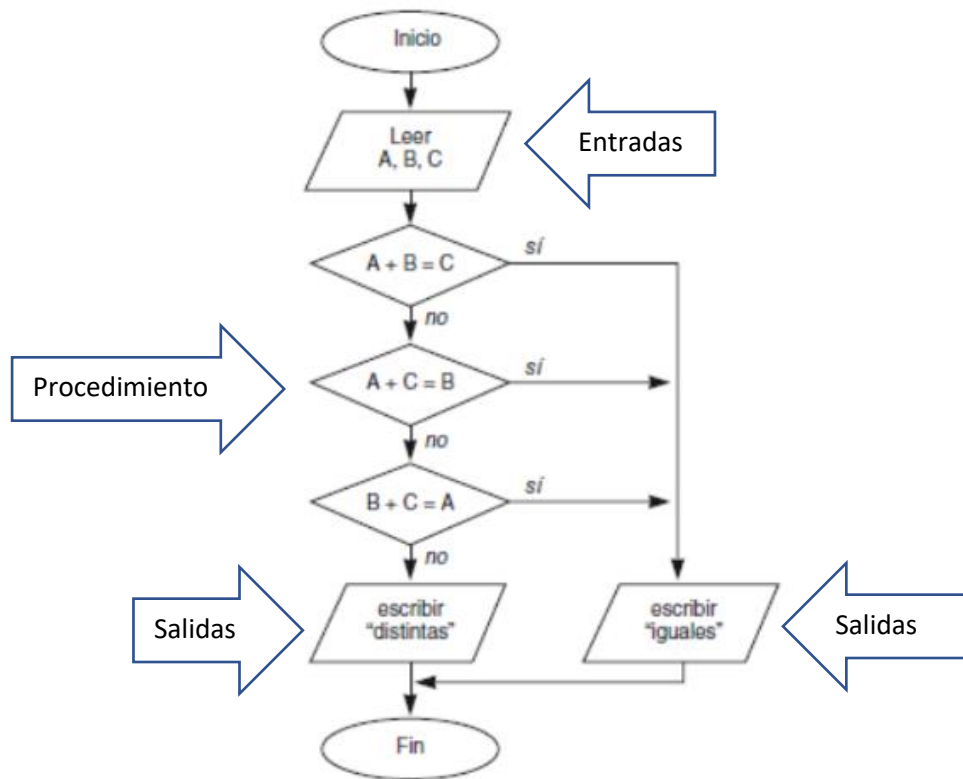 Inicio
Leer
A, B, C
Entradas
A + B = C
sí
no
Procedimiento
A + C = B
sí
no
B + C = A
sí
no
Salidas
escribir
“distintas”
escribir
“iguales”
Salidas
Fin